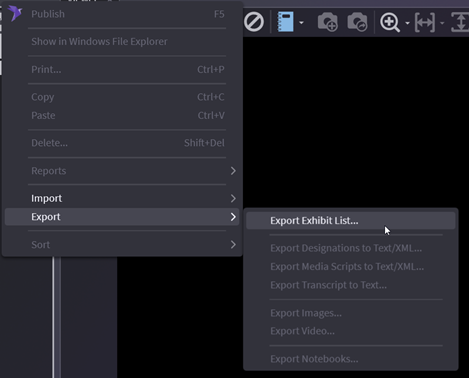 Publish F5
Show in Windows File Explorer
Print... Ctrl+P
Copy Ctrl+C
Paste Ctrl+V
Delete... Shift+Del
Reports
Import
Export
Sort
Export Exhibit List...
Export Designations to Text/XML...
Export Media Scripts to Text/XML...
Export Transcript to Text...
Export Images...
Export Video...
Export Notebooks...